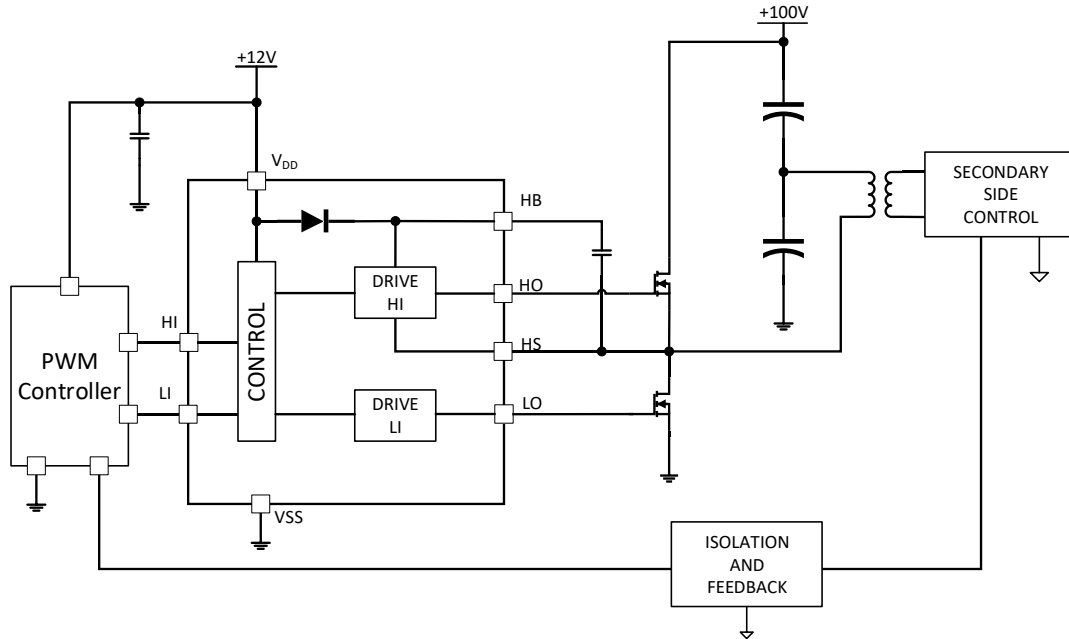 +100V
+12V
VDD
HB
SECONDARY
SIDE
CONTROL
DRIVE
HI
HO
HI
CONTROL
HS
PWM
Controller
LI
DRIVE
LI
LO
VSS
ISOLATION
AND
FEEDBACK